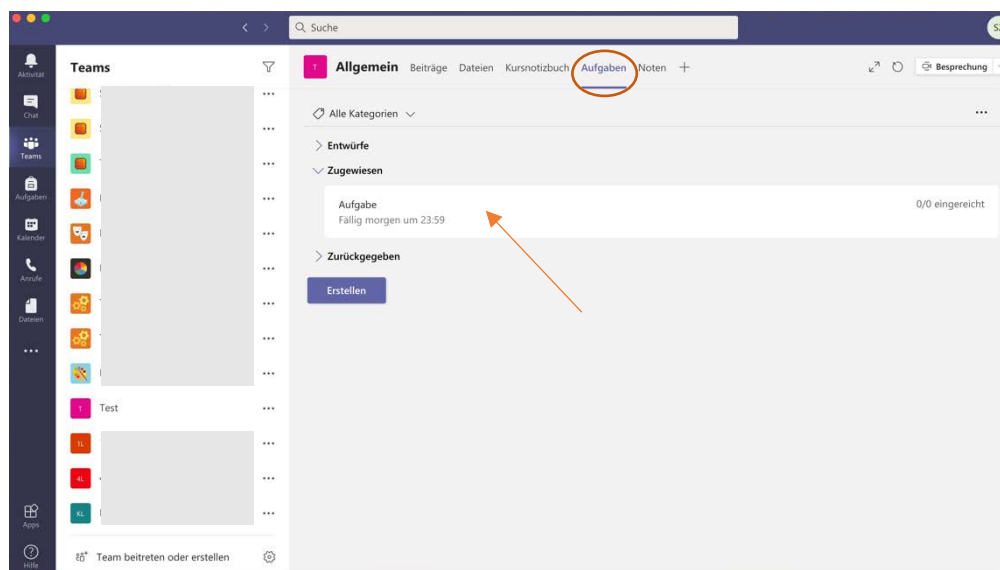 Suche
Aktivität
Chat
Teams
Aufgaben
Kalender
Anrufe
Dateien
Apps
Hilfe
Teams
T Test
1L
4L
KL
Team beitreten oder erstellen
T Allgemein Beiträge Dateien Kursnotizbuch Aufgaben Noten
Besprechung
Alle Kategorien
Entwürfe
Zugewiesen
Aufgabe 0/0 eingereicht
Fällig morgen um 23:59
Zurückgegeben
Erstellen